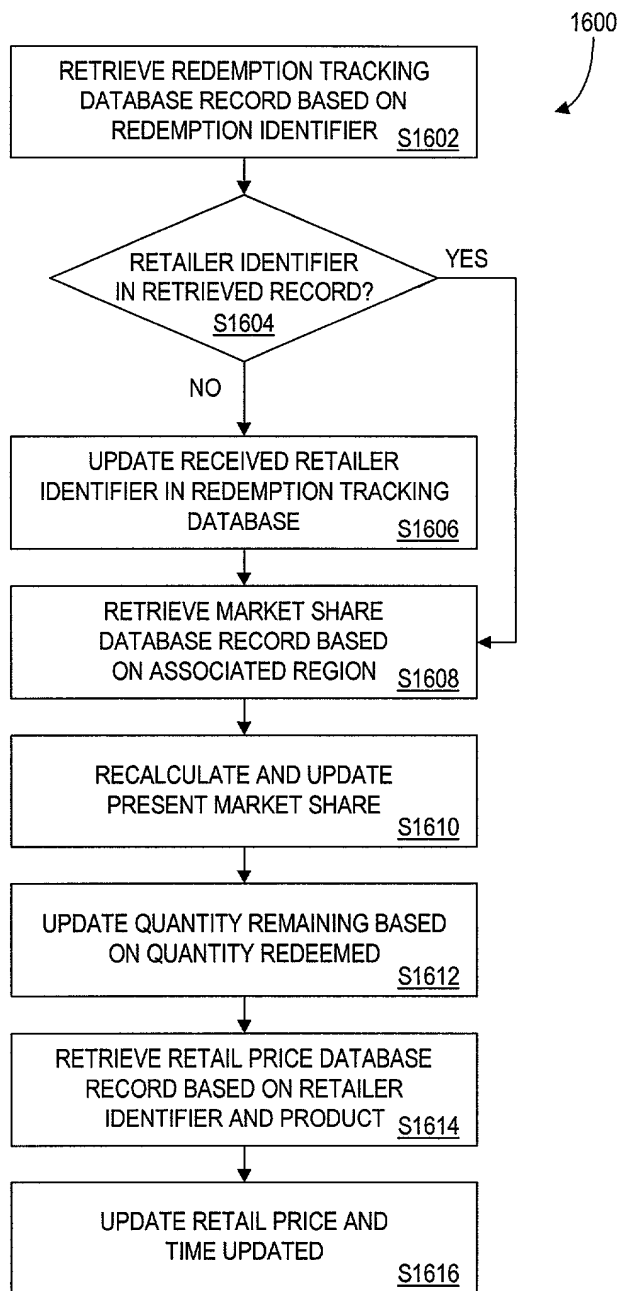 1600
RETRIEVE REDEMPTION TRACKING
DATABASE RECORD BASED ON
REDEMPTION IDENTIFIER
S1602
RETAILER IDENTIFIER
IN RETRIEVED RECORD?
S1604
YES
NO
UPDATE RECEIVED RETAILER
IDENTIFIER IN REDEMPTION TRACKING
DATABASE
S1606
RETRIEVE MARKET SHARE
DATABASE RECORD BASED
ON ASSOCIATED REGION
S1608
RECALCULATE AND UPDATE
PRESENT MARKET SHARE
S1610
UPDATE QUANTITY REMAINING BASED
ON QUANTITY REDEEMED
S1612
RETRIEVE RETAIL PRICE DATABASE
RECORD BASED ON RETAILER
IDENTIFIER AND PRODUCT
S1614
UPDATE RETAIL PRICE AND
TIME UPDATED
S1616